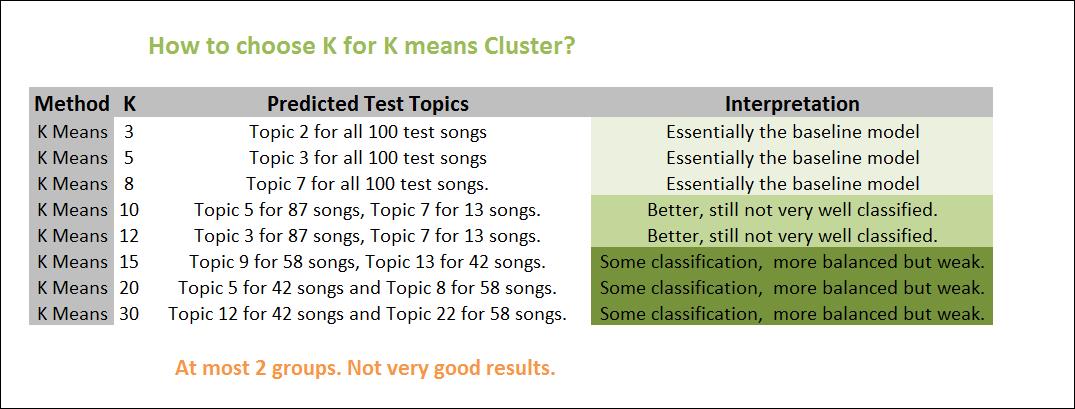 How to choose K for K means Cluster?
Method K Predicted Test Topics Interpretation
K Means 3 Topic 2 for all 100 test songs Essentially the baseline model
K Means 5 Topic 3 for all 100 test songs Essentially the baseline model
K Means 8 Topic 7 for all 100 test songs. Essentially the baseline model
K Means 10 Topic 5 for 87 songs, Topic 7 for 13 songs. Better, still not very well classified.
K Means 12 Topic 3 for 87 songs, Topic 7 for 13 songs. Better, still not very well classified.
K Means 15 Topic 9 for 58 songs, Topic 13 for 42 songs. Some classification, more balanced but weak.
K Means 20 Topic 5 for 42 songs and Topic 8 for 58 songs. Some classification, more balanced but weak.
K Means 30 Topic 12 for 42 songs and Topic 22 for 58 songs. Some classification, more balanced but weak.
At most 2 groups. Not very good results.